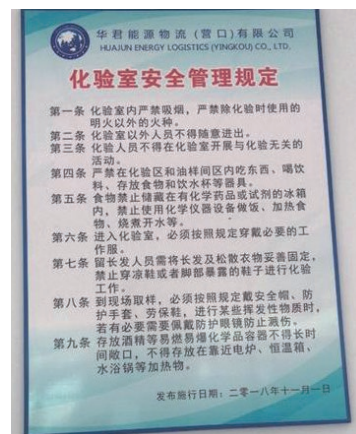 华君能源物流（营口）有限公司
HUAJUN ENERGY LOGISTICS (YINGKOU) CO., LTD.
化验室安全管理规定
第一条 化验室内严禁吸烟，严禁除化验时使用的
明火以外的火种。
第二条 化验室以外人员不得随意进出。
第三条 化验人员不得在化验室开展与化验无关的
活动。
第四条 严禁在化验区和油样间区内吃东西、喝饮
料、存放食物和饮水杯等器具。
第五条 食物禁止储藏在有化学药品或试剂的冰箱
内，禁止使用化学仪器设备做饭、加热食
物、烧煮开水等。
第六条 进入化验室，必须按照规定穿戴必要的工
作服。
第七条 留长发人员需将长发及松散衣物妥善固定，
禁止穿凉鞋或者脚部暴露的鞋子进行化验
工作。
第八条 到现场取样，必须按照规定戴安全帽、防
护手套、劳保鞋，进行某些挥发性物质时，
若有必要需要佩戴防护眼镜防止溅伤。
第九条 存放酒精等易燃易爆化学品容器不得长时
间敞口，不得存放在靠近电炉、恒温箱、
水浴锅等加热物。
发布施行日期：二零一八年十一月一日